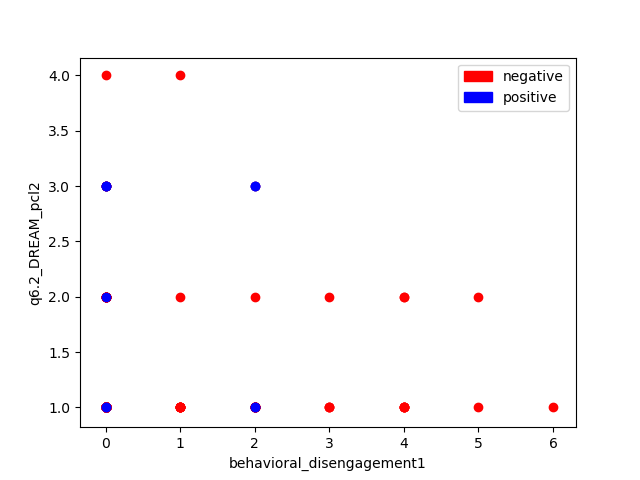 negative
positive
4.0
3.5
3.0
2.5
2.0
1.5
1.0
q6.2_DREAM_pcl2
0 1 2 3 4 5 6
behavioral_disengagement1